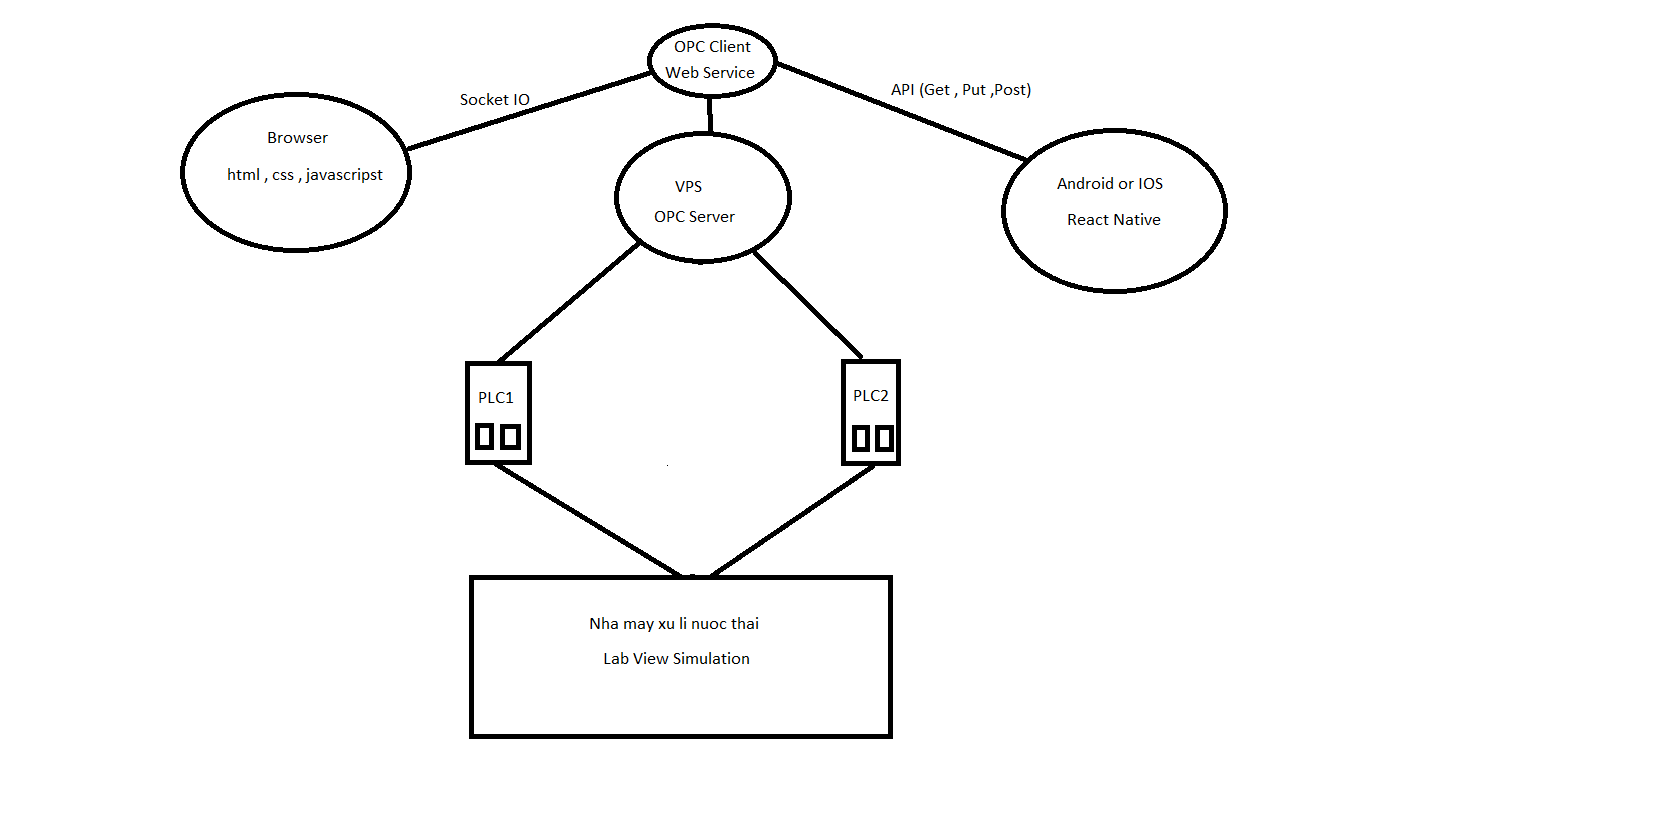 OPC Client
Web Service
Socket IO
API (Get , Put ,Post)
Browser
html , css , javascripst
VPS
OPC Server
Android or IOS
React Native
PLC1
PLC2
Nha may xu li nuoc thai
Lab View Simulation